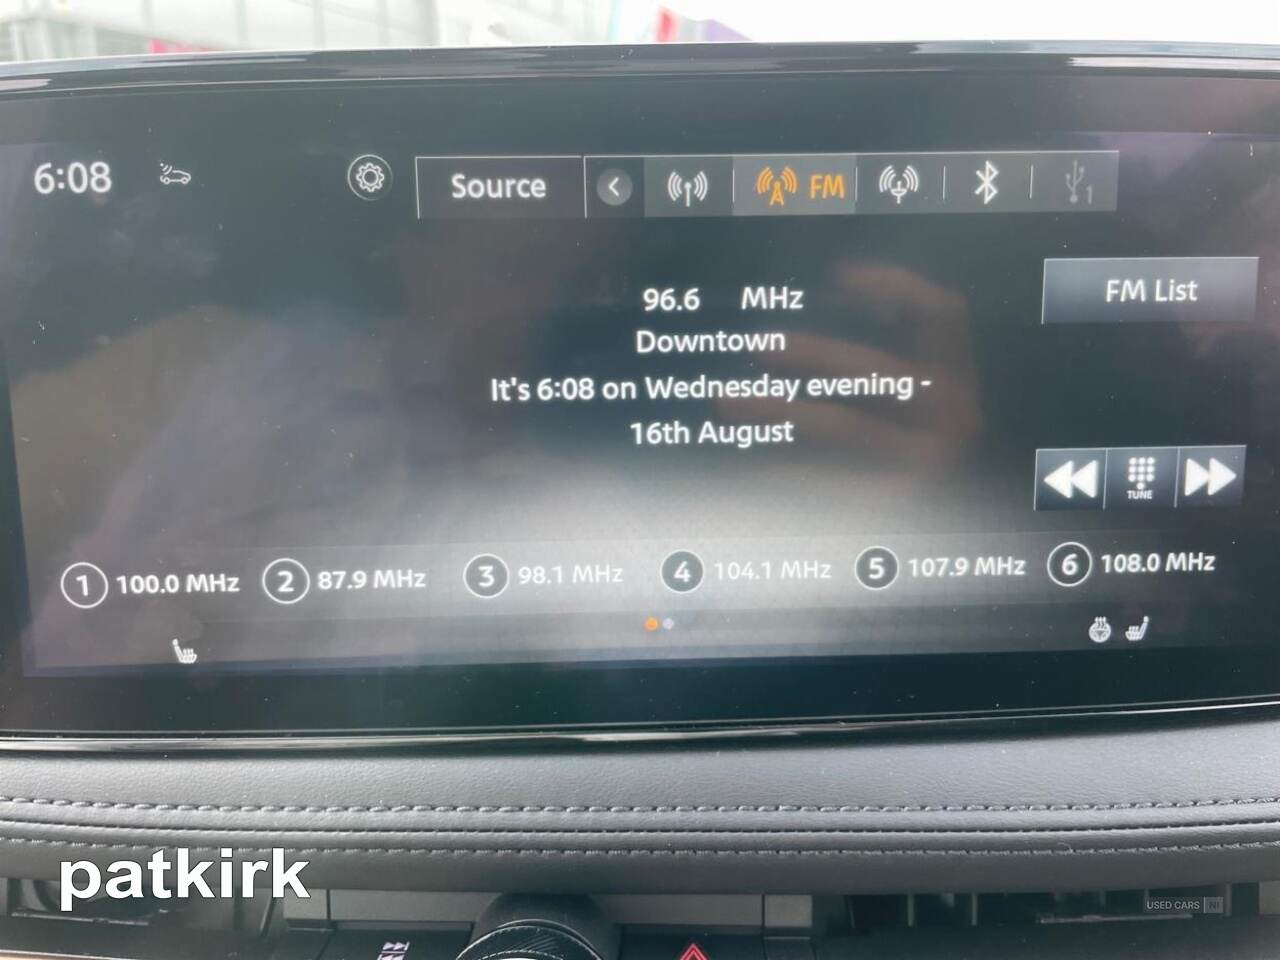 6:08
Source
FM
1
96.6 MHz
FM List
Downtown
It's 6:08 on Wednesday evening -
16th August
TUNE
1 100.0 MHz 2 87.9 MHz 3 98.1 MHz 4 104.1 MHz 5 107.9 MHz 6 108.0 MHz
patkirk
USED CARS NI